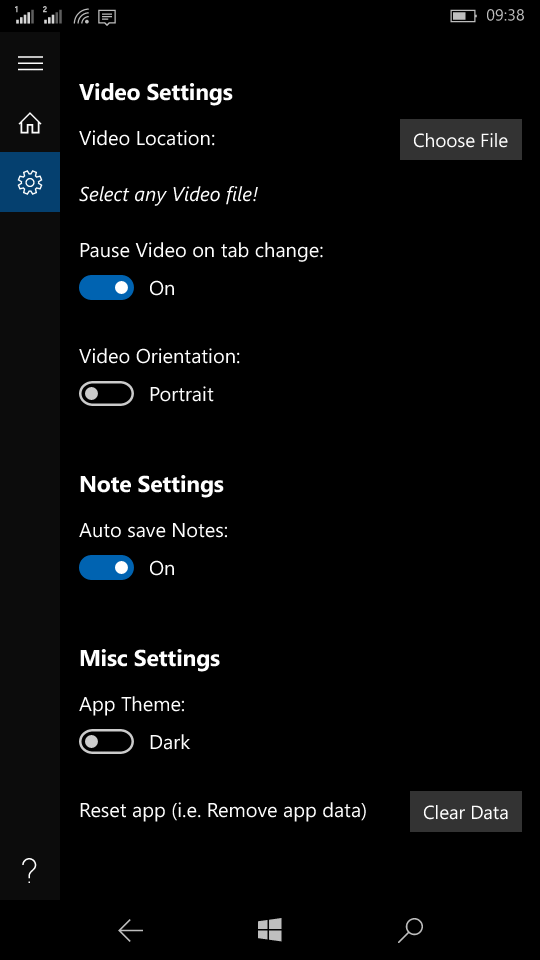 1 2 09:38
Video Settings
Video Location: Choose File
Select any Video file!
Pause Video on tab change:
On
Video Orientation:
Portrait
Note Settings
Auto save Notes:
On
Misc Settings
App Theme:
Dark
Reset app (i.e. Remove app data) Clear Data
?